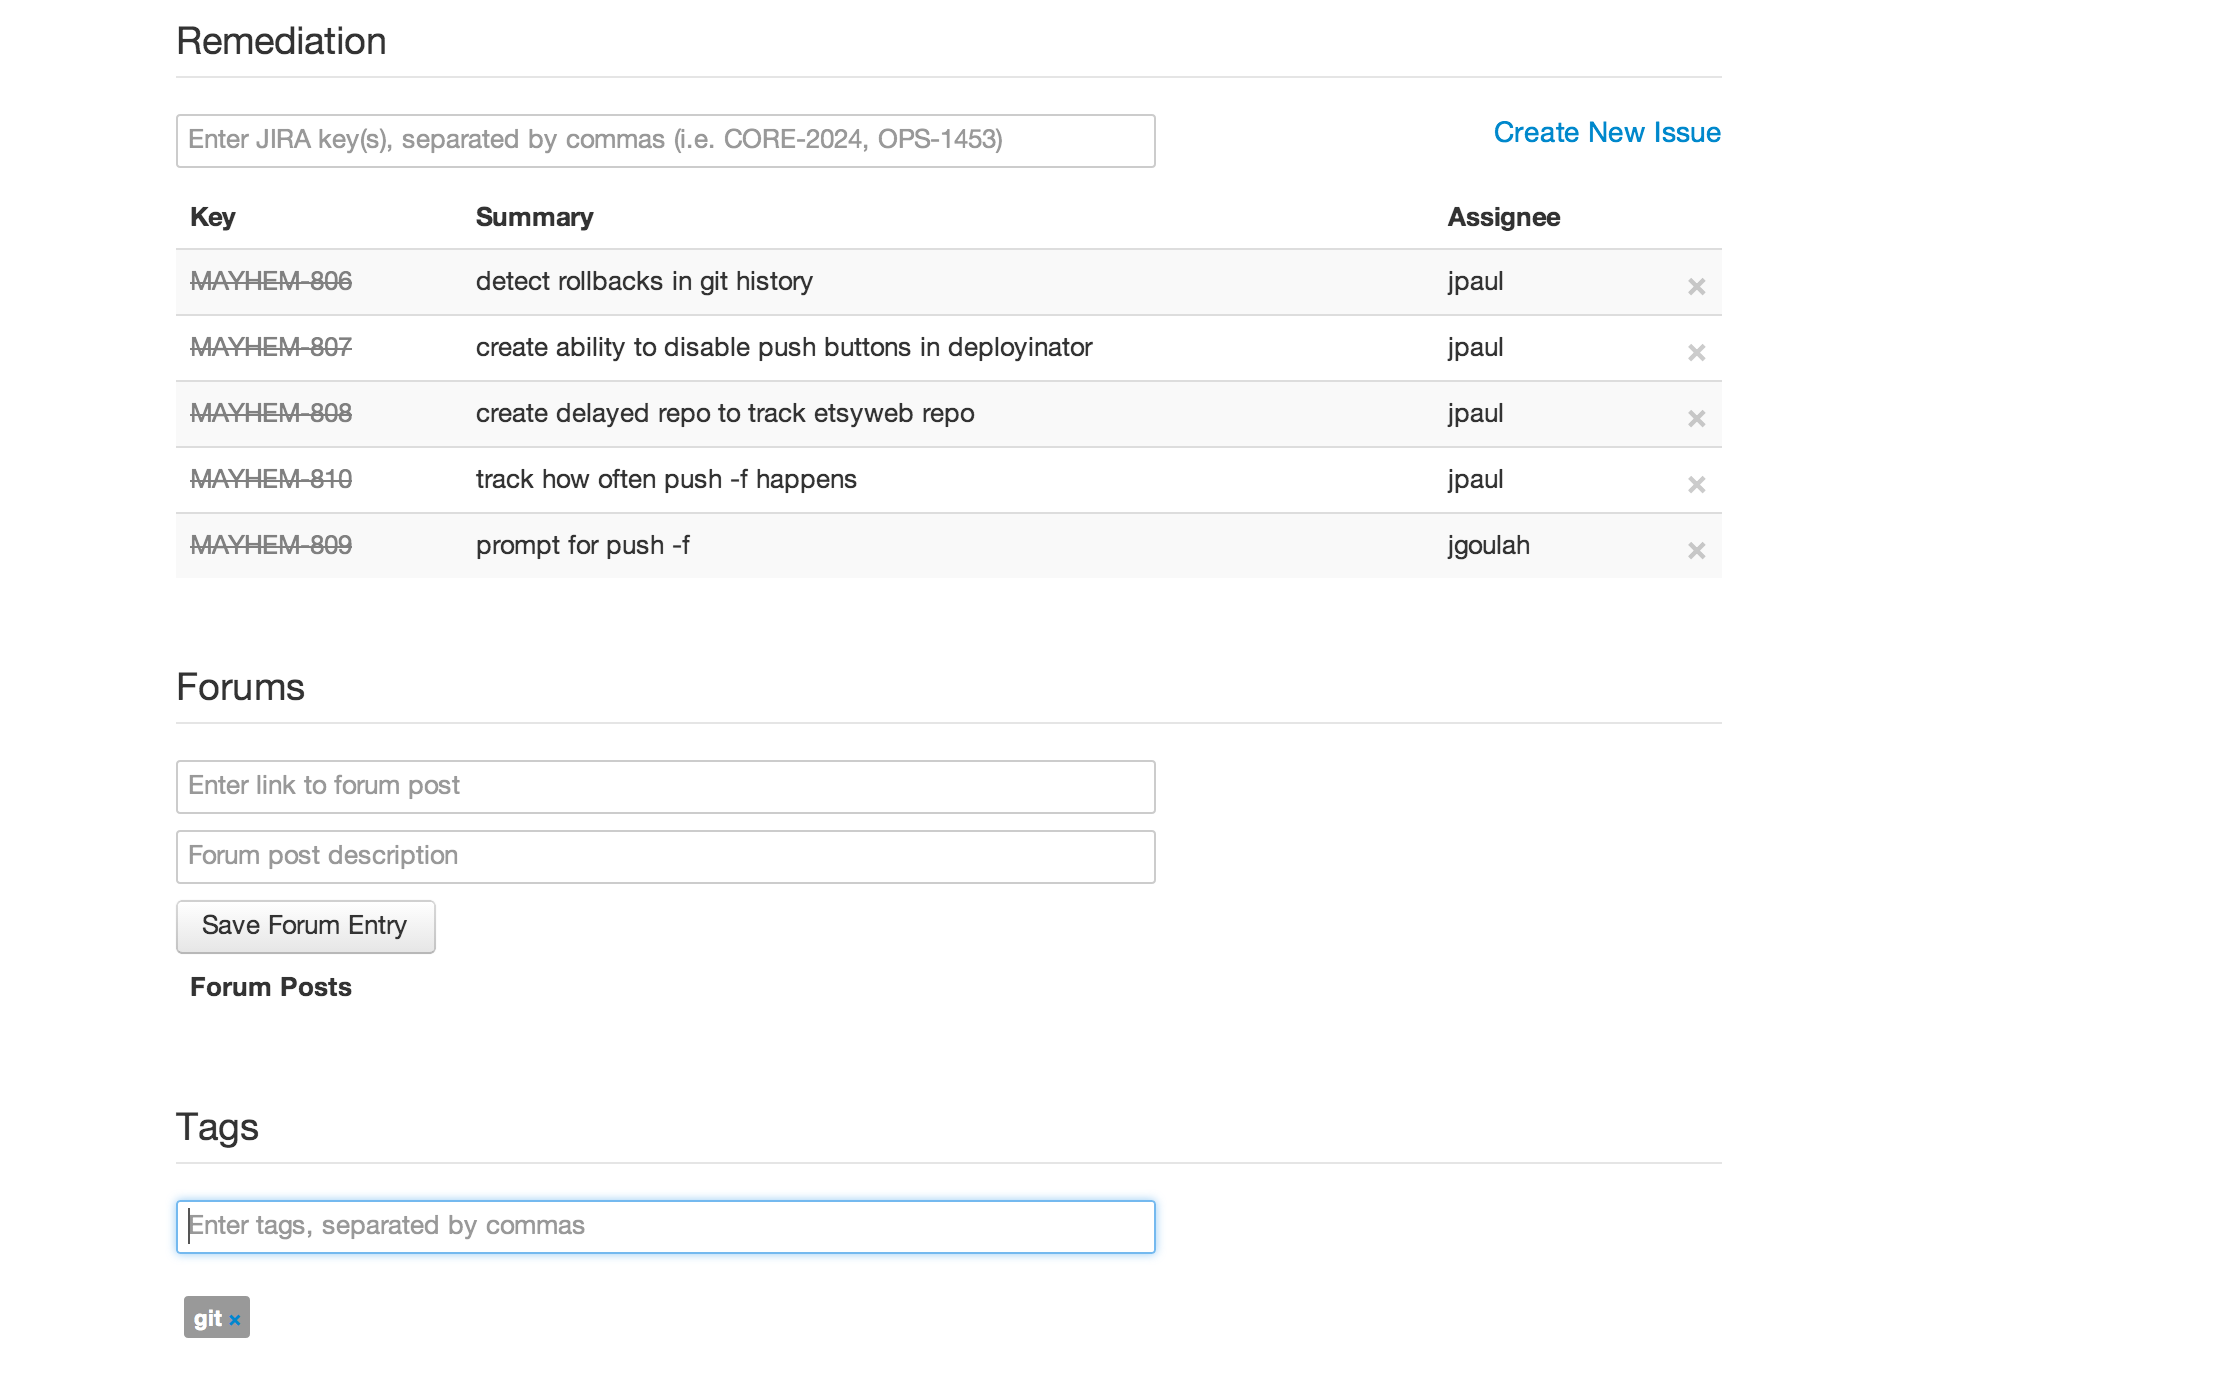 Remediation
Enter JIRA key(s), separated by commas (i.e. CORE-2024, OPS-1453)
Create New Issue
Key Summary Assignee
MAYHEM-806 detect rollbacks in git history jpaul ×
MAYHEM-807 create ability to disable push buttons in deployinator jpaul ×
MAYHEM-808 create delayed repo to track etsyweb repo jpaul ×
MAYHEM-810 track how often push -f happens jpaul ×
MAYHEM-809 prompt for push -f jgoulah ×
Forums
Enter link to forum post
Forum post description
Save Forum Entry
Forum Posts
Tags
Enter tags, separated by commas
git ×